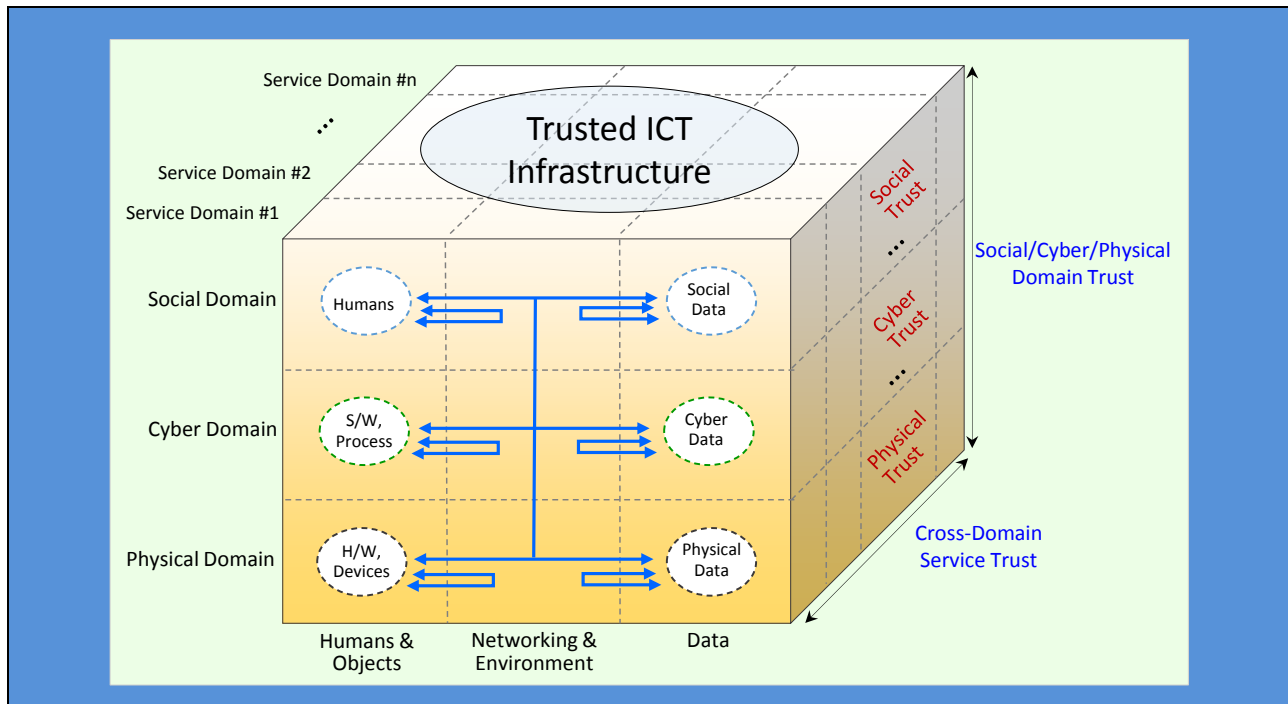 Service Domain #n
...
Service Domain #2
Service Domain #1
Trusted ICT
Infrastructure
Social Domain
Cyber Domain
Physical Domain
Humans
Social
Data
S/W,
Process
Cyber
Data
H/W,
Devices
Physical
Data
Humans &
Objects
Networking &
Environment
Data
Social
Trust
...
Cyber
Trust
...
Physical
Trust
Social/Cyber/Physical
Domain Trust
Cross-Domain
Service Trust